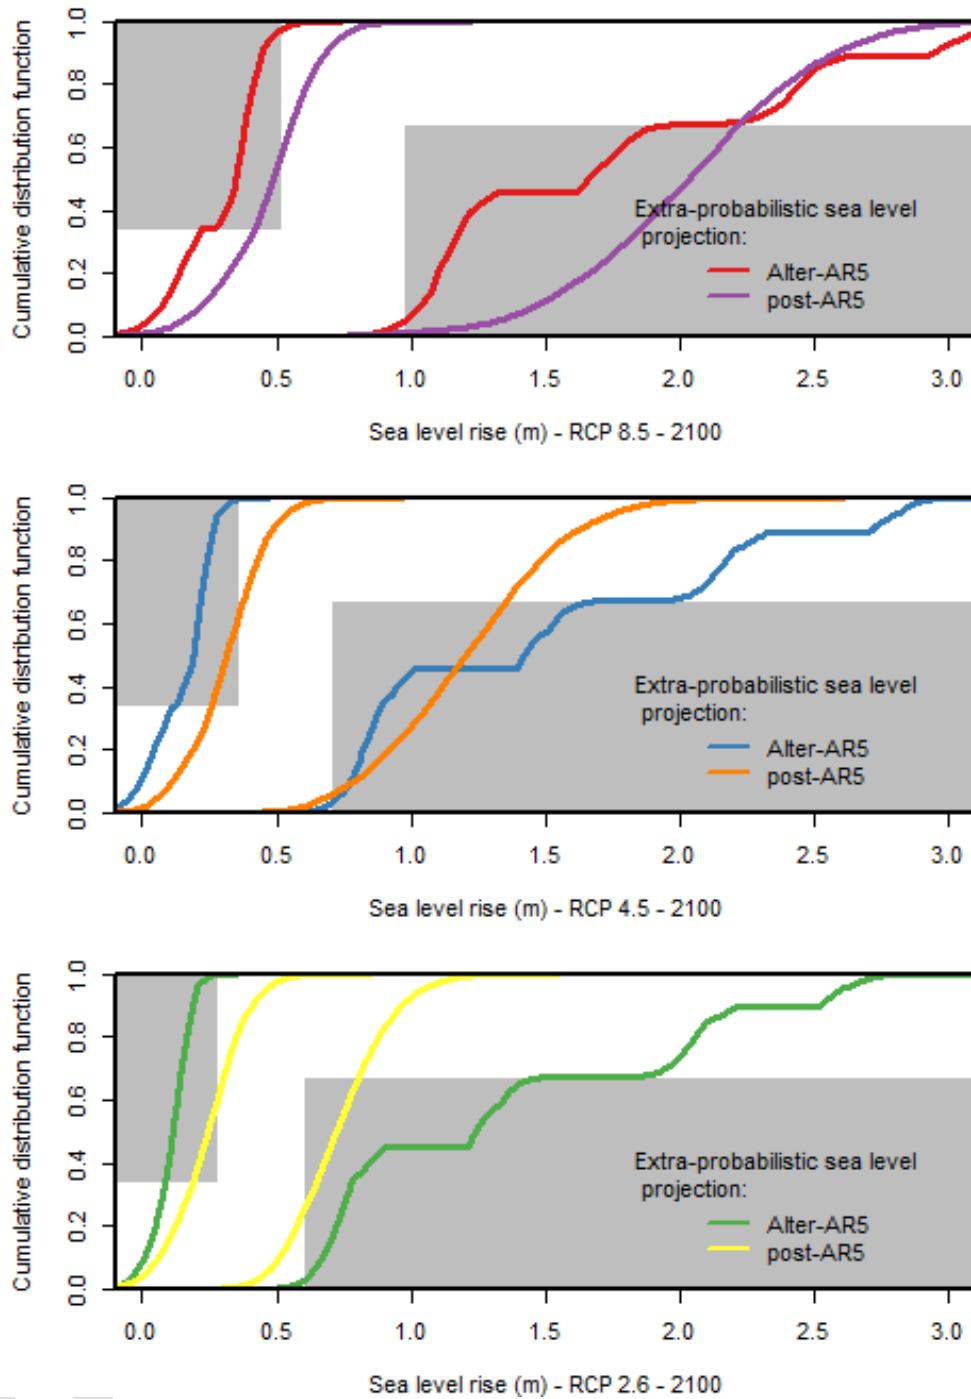 Cumulative distribution function
0.0 0.2 0.4 0.6 0.8 1.0
Extra-probabilistic sea level
projection:
Alter-AR5
post-AR5
0.0 0.5 1.0 1.5 2.0 2.5 3.0
Sea level rise (m) - RCP 8.5 - 2100
Cumulative distribution function
0.0 0.2 0.4 0.6 0.8 1.0
Extra-probabilistic sea level
projection:
Alter-AR5
post-AR5
0.0 0.5 1.0 1.5 2.0 2.5 3.0
Sea level rise (m) - RCP 4.5 - 2100
Cumulative distribution function
0.0 0.2 0.4 0.6 0.8 1.0
Extra-probabilistic sea level
projection:
Alter-AR5
post-AR5
0.0 0.5 1.0 1.5 2.0 2.5 3.0
Sea level rise (m) - RCP 2.6 - 2100